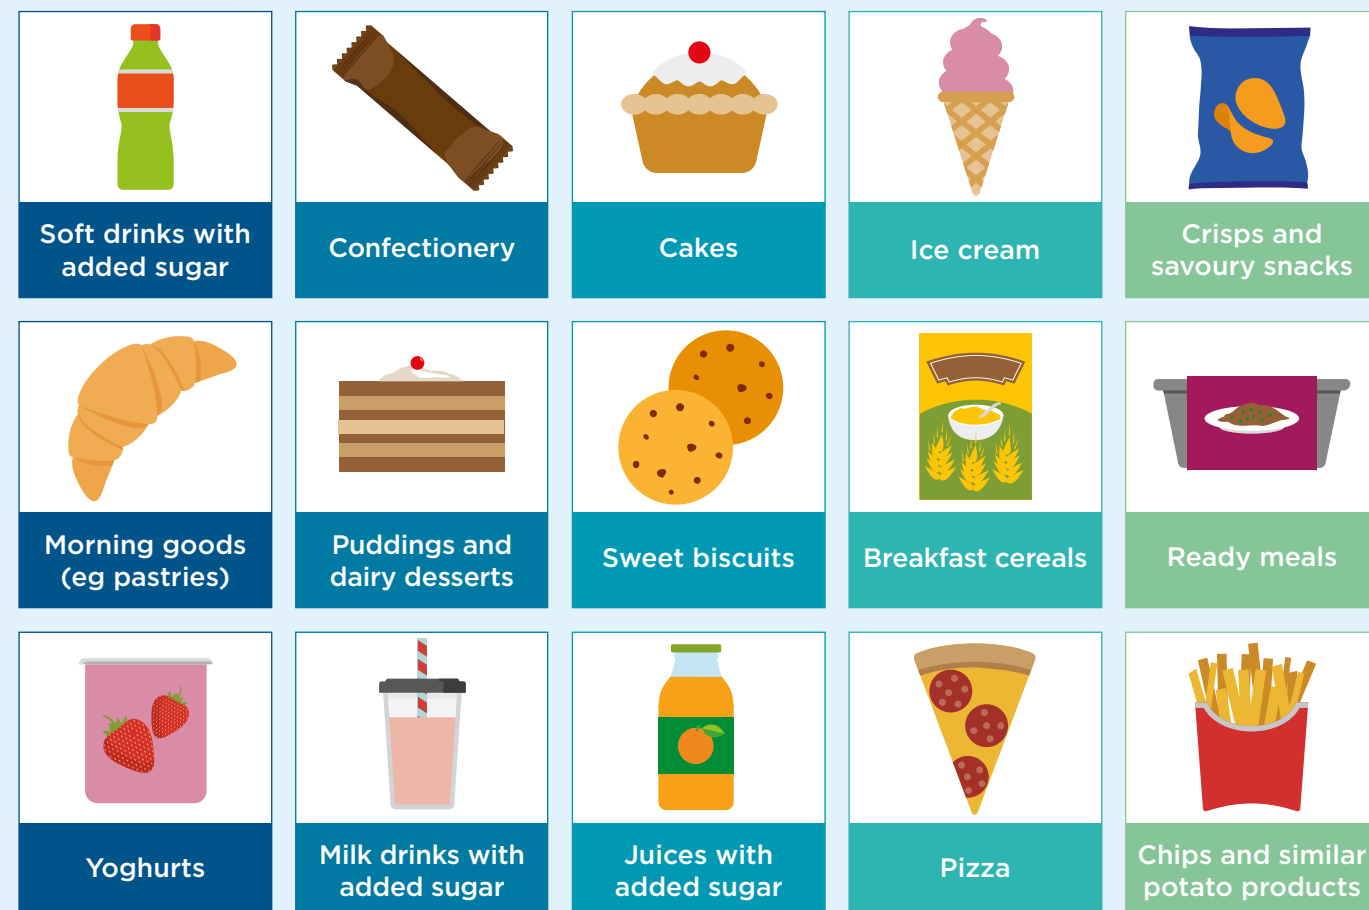 Soft drinks with
added sugar
Confectionery
Cakes
Ice cream
Crisps and
savoury snacks
Morning goods
(eg pastries)
Puddings and
dairy desserts
Sweet biscuits
Breakfast cereals
Ready meals
Yoghurts
Milk drinks with
added sugar
Juices with
added sugar
Pizza
Chips and similar
potato products